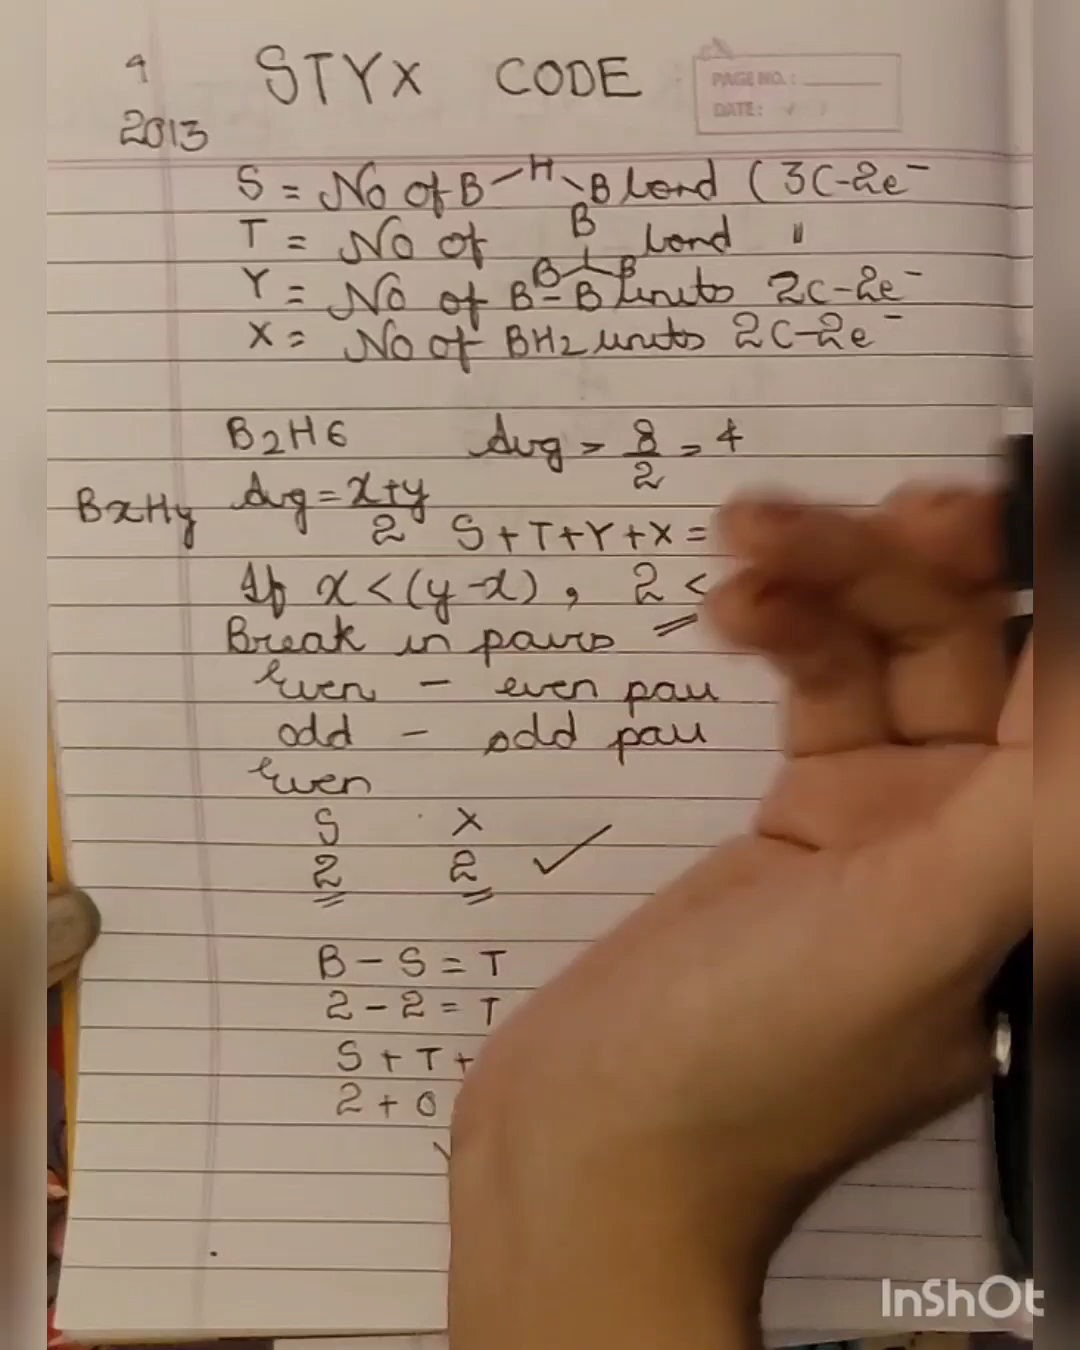 9
2013
STYX CODE
PAGE NO.:
DATE:
S = No of B-H-B bond (3C-2e⁻
T = No of B B B bond "
Y = No of B-B units 2C-2e⁻
X = No of BH2 units 2C-2e⁻
B2H6 Avg = 8/2 = 4
BxHy Avg = x+y/2 S+T+Y+X =
If x < (y-x), 2 <
Break in pairs
Even - even pair
odd - odd pair
Even
S X
2 2 ✓
B - S = T
2 - 2 = T
S + T +
2 + 0
InShOt